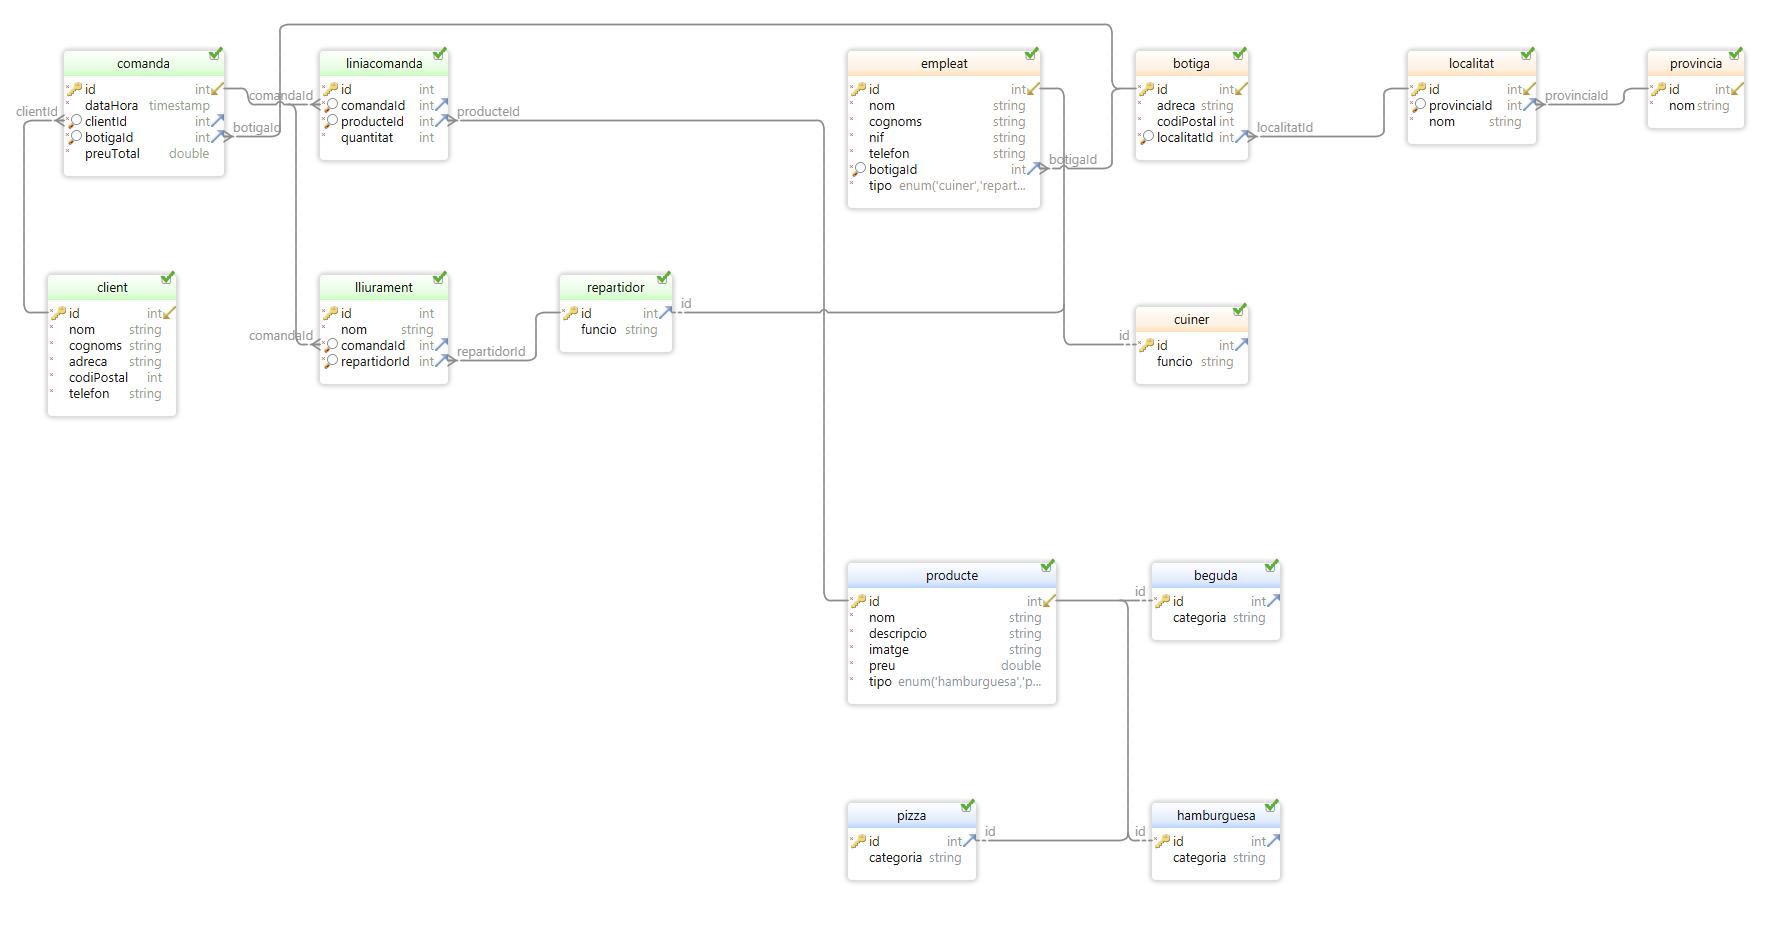 comanda
id int
dataHora timestamp
clientId int
botigaId int
preuTotal double
clientId
botigaId
comandaId
liniacomanda
id int
comandaId int
producteId int
quantitat int
producteId
empleat
id int
nom string
cognoms string
nif string
telefon string
botigaId int
tipo enum('cuiner','repart...
botigaId
botiga
id int
adreca string
codiPostal int
localitatId int
localitatId
localitat
id int
provinciaId int
nom string
provinciaId
provincia
id int
nom string
client
id int
nom string
cognoms string
adreca string
codiPostal int
telefon string
comandaId
lliurament
id int
nom string
comandaId int
repartidorId int
repartidorId
repartidor
id int
funcio string
id
id
cuiner
id int
funcio string
producte
id int
nom string
descripcio string
imatge string
preu double
tipo enum('hamburguesa','p...
id
beguda
id int
categoria string
pizza
id int
categoria string
id
id
hamburguesa
id int
categoria string